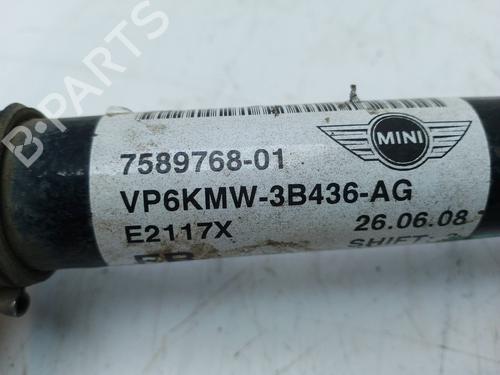 MINI
7589768-01
VP6KMW-3B436-AG
E2117X 26.06.08
SHIFT:
B-PARTS